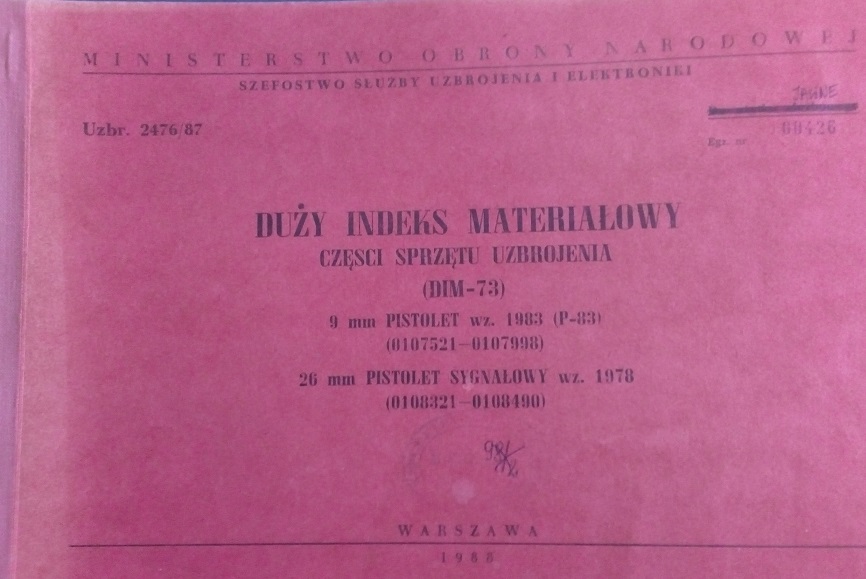 MINISTERSTWO OBRONY NARODOWEJ
SZEFOSTWO SŁUŻBY UZBROJENIA I ELEKTRONIKI
JAWNE
Uzbr. 2476/87
Egz. nr 00426
DUŻY INDEKS MATERIAŁOWY
CZĘSCI SPRZĘTU UZBROJENIA
(DIM-73)
9 mm PISTOLET wz. 1983 (P-83)
(0107521—0107998)
26 mm PISTOLET SYGNAŁOWY wz. 1978
(0108321—0108490)
WARSZAWA
1988